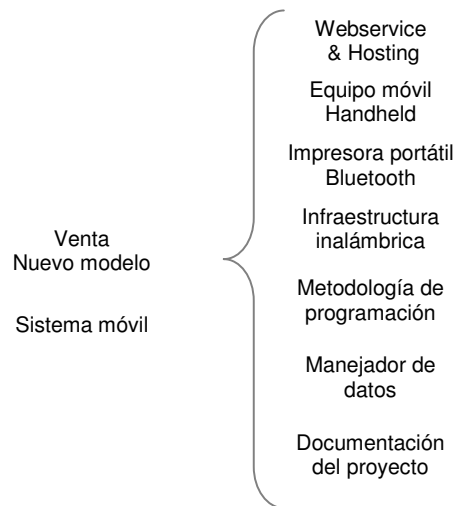 Venta
Nuevo modelo
Sistema móvil
Webservice
& Hosting
Equipo móvil
Handheld
Impresora portátil
Bluetooth
Infraestructura
inalámbrica
Metodología de
programación
Manejador de
datos
Documentación
del proyecto